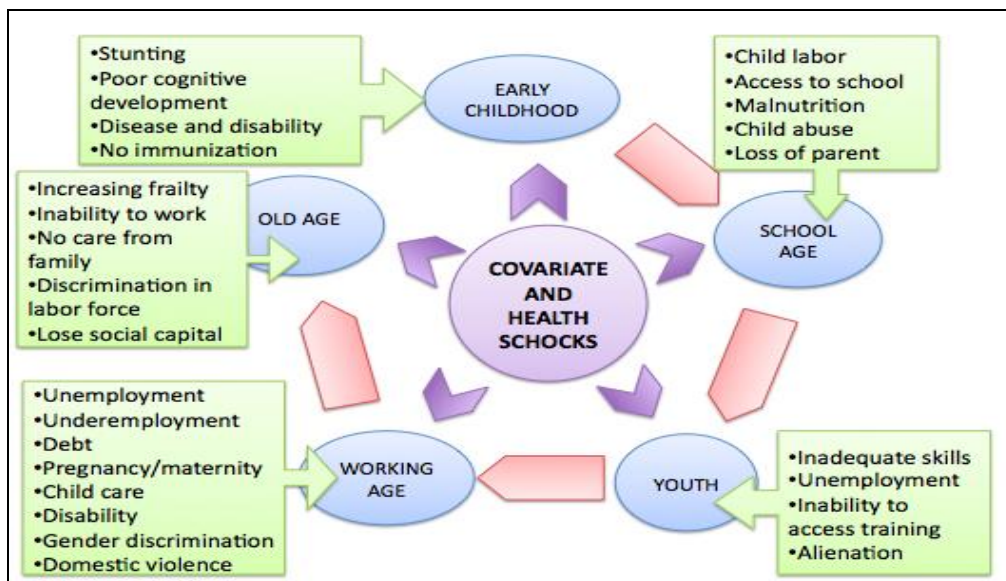 •Stunting
•Poor cognitive
development
•Disease and disability
•No immunization
EARLY
CHILDHOOD
•Child labor
•Access to school
•Malnutrition
•Child abuse
•Loss of parent
•Increasing frailty
•Inability to work
•No care from
family
•Discrimination in
labor force
•Lose social capital
OLD AGE
SCHOOL
AGE
COVARIATE
AND
HEALTH
SCHOCKS
•Unemployment
•Underemployment
•Debt
•Pregnancy/maternity
•Child care
•Disability
•Gender discrimination
•Domestic violence
WORKING
AGE
YOUTH
•Inadequate skills
•Unemployment
•Inability to
access training
•Alienation